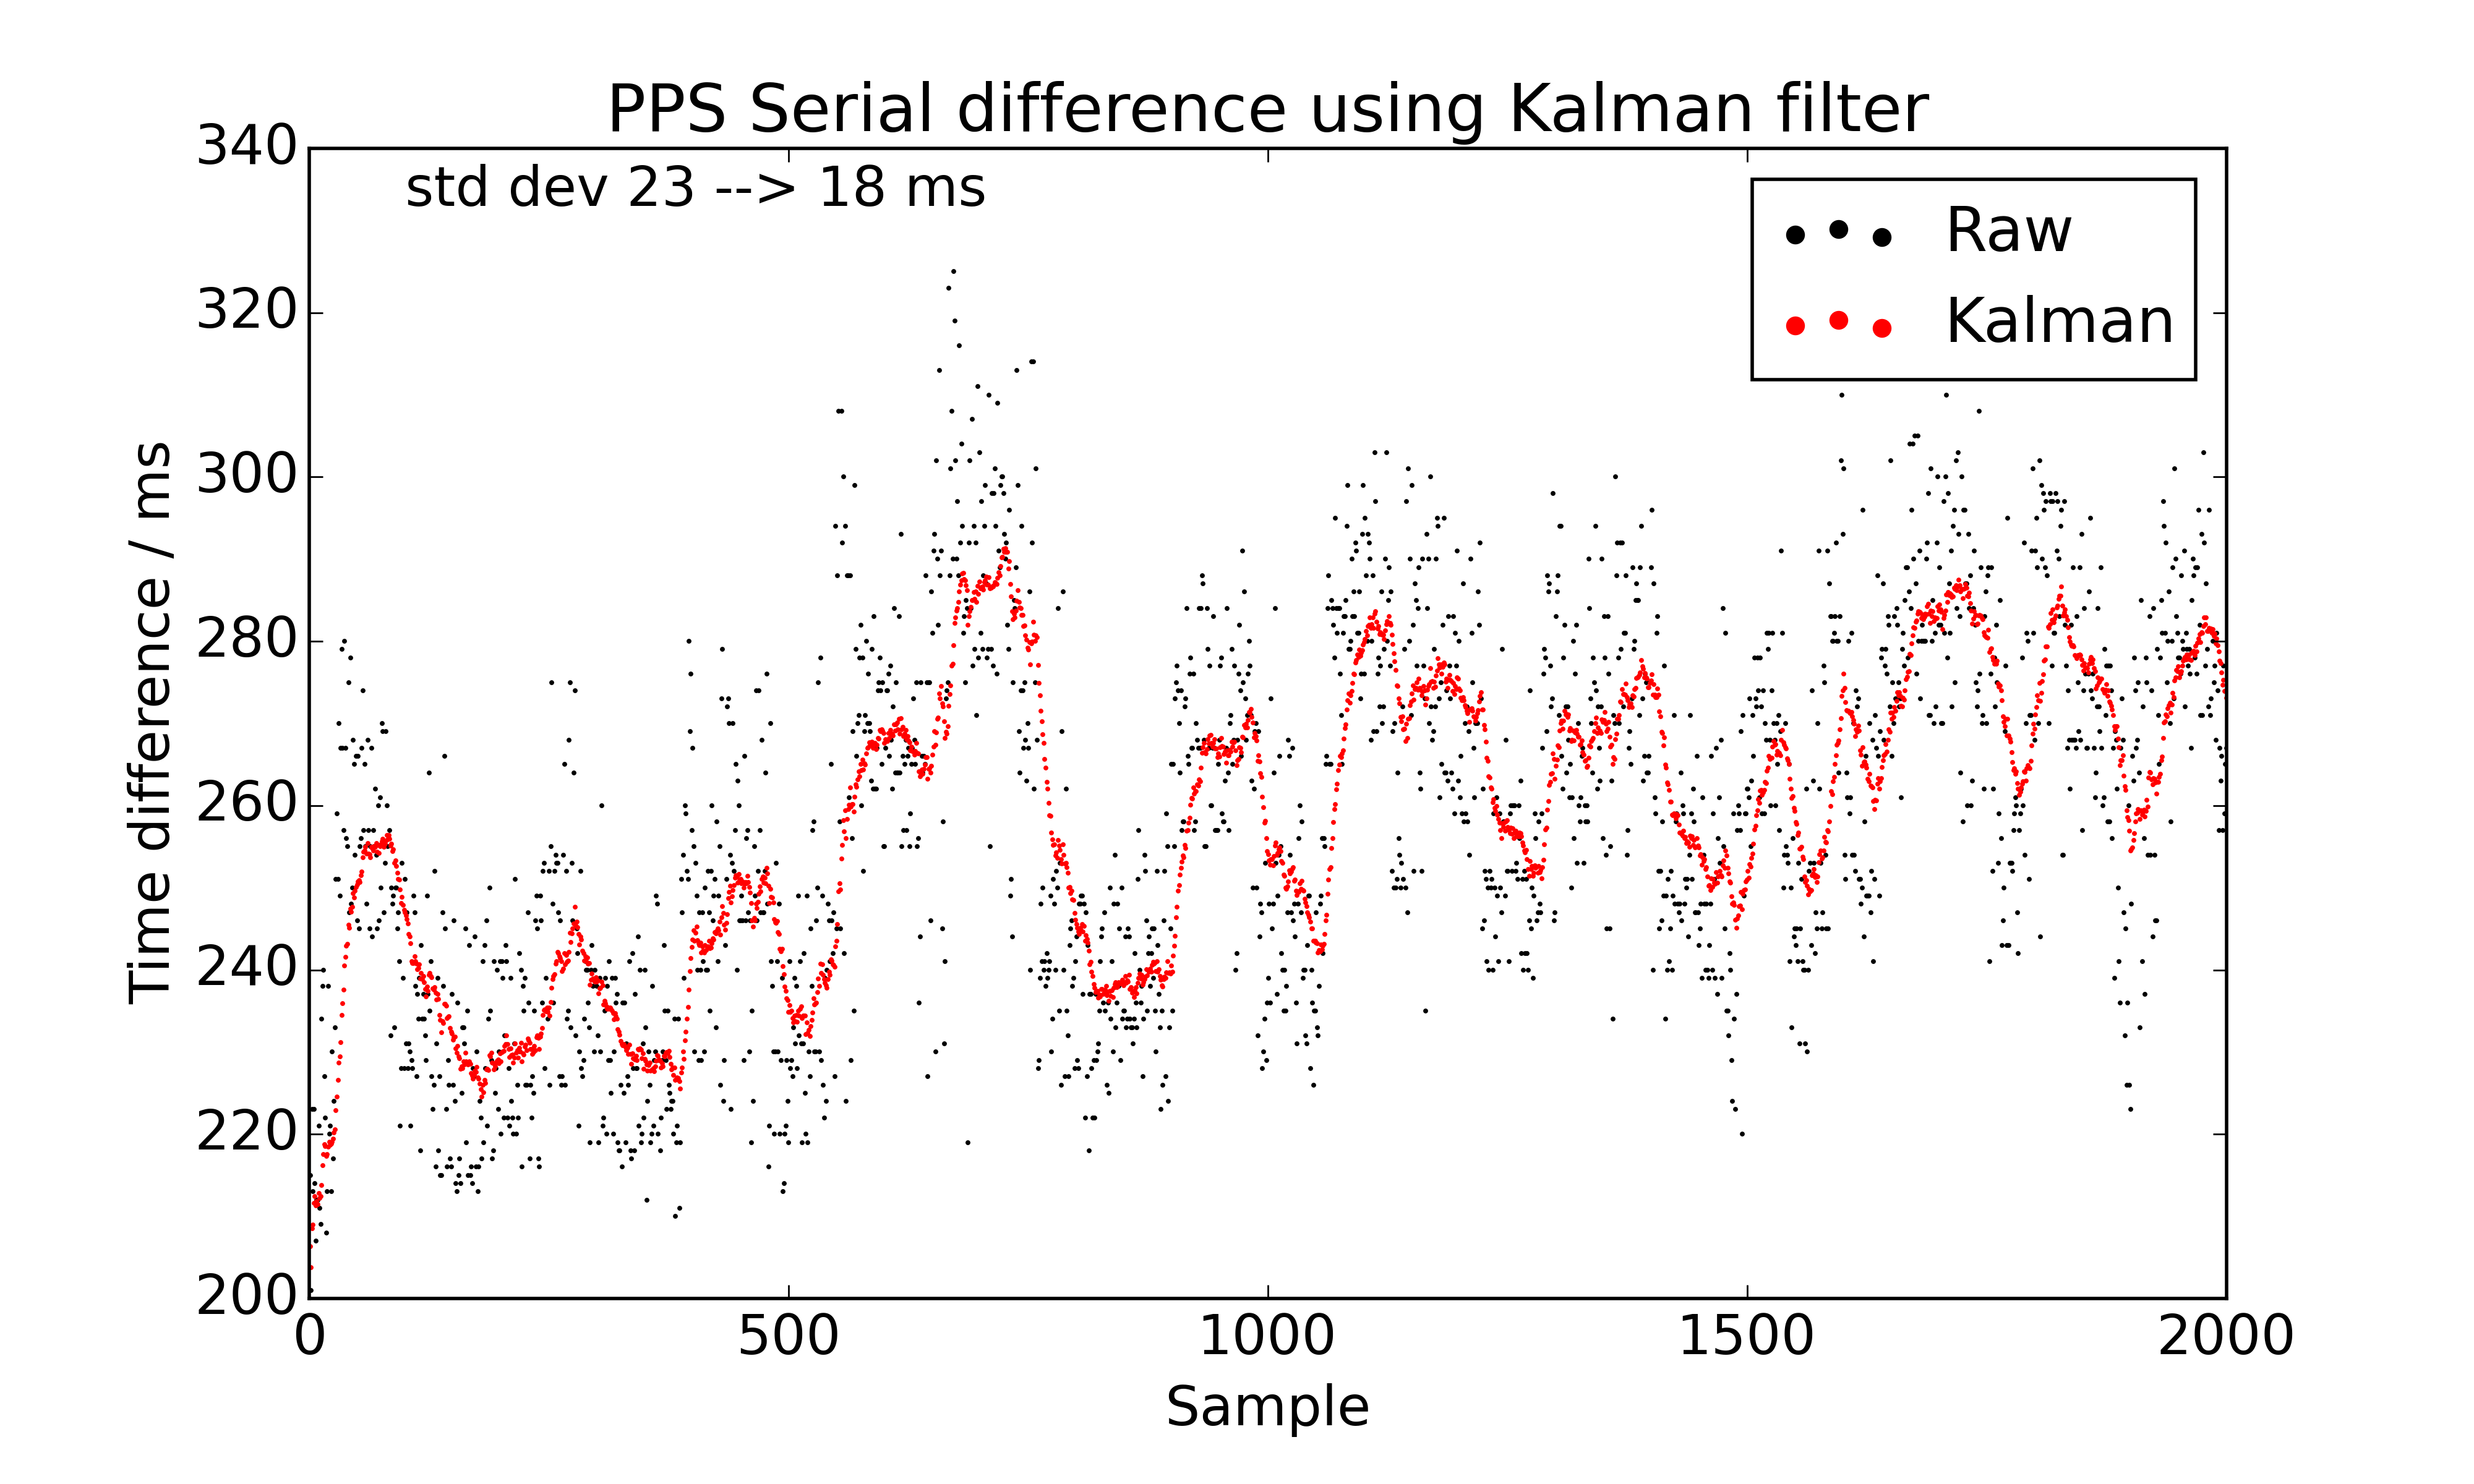 PPS Serial difference using Kalman filter
std dev 23 --> 18 ms
Raw
Kalman
Time difference / ms
340
320
300
280
260
240
220
200
0 500 1000 1500 2000
Sample